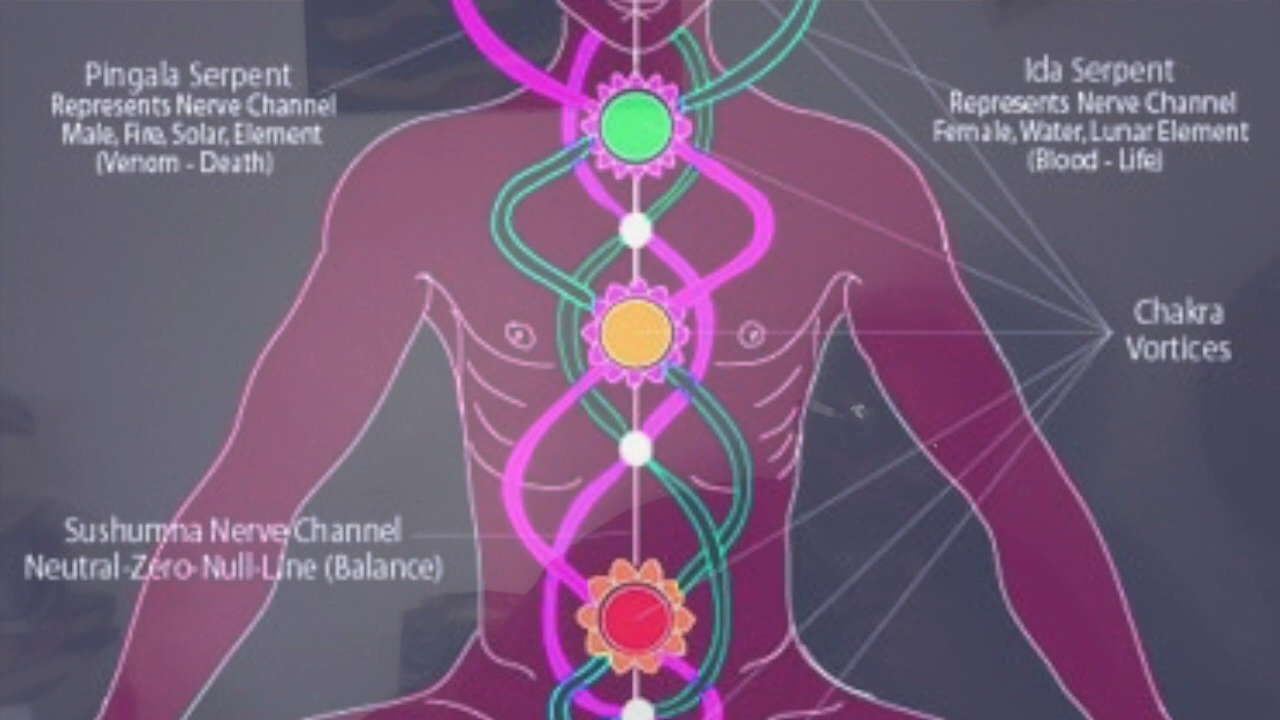 Pingala Serpent
Represents Nerve Channel
Male, Fire, Solar, Element
(Venom - Death)
Ida Serpent
Represents Nerve Channel
Female, Water, Lunar Element
(Blood - Life)
Chakra
Vortices
Sushumna Nerve Channel
Neutral-Zero-Null-Line (Balance)